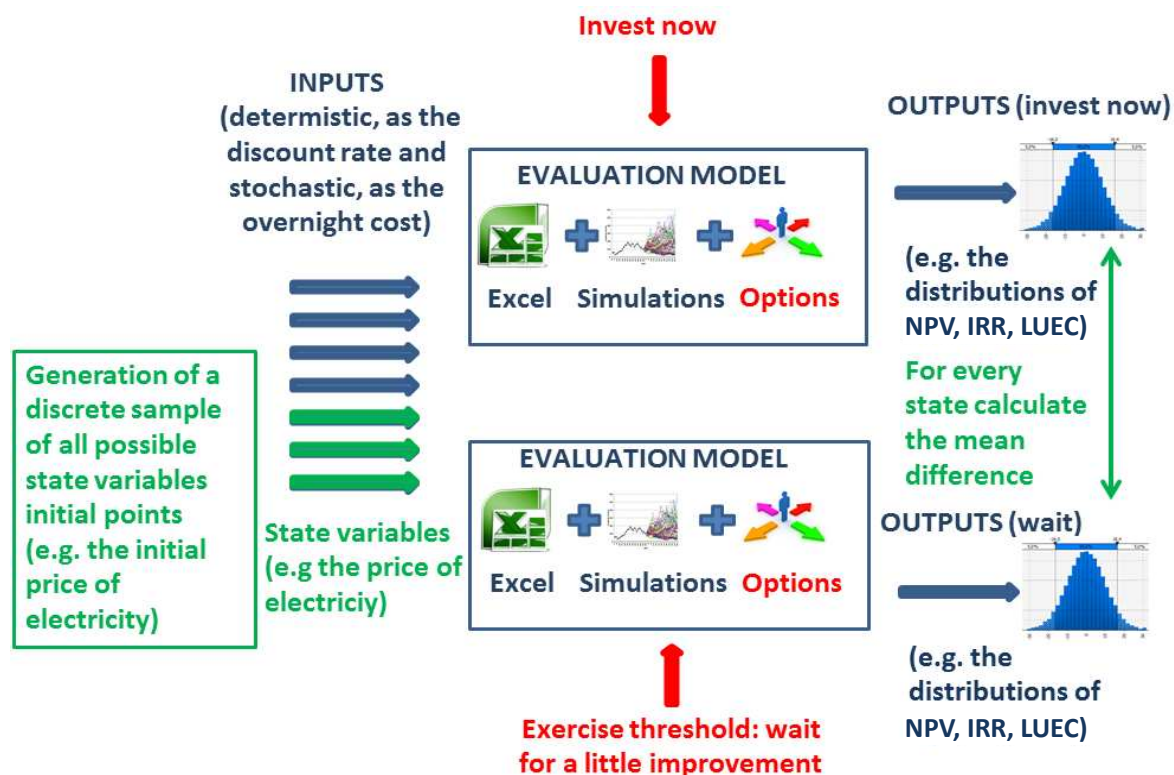 Invest now
INPUTS
(determistic, as the
discount rate and
stochastic, as the
overnight cost)
EVALUATION MODEL
Excel
Simulations
Options
OUTPUTS (invest now)
(e.g. the
distributions of
NPV, IRR, LUEC)
Generation of a
discrete sample
of all possible
state variables
initial points
(e.g. the initial
price of
electricity)
State variables
(e.g the price of
electriciy)
For every
state calculate
the mean
difference
EVALUATION MODEL
Excel
Simulations
Options
OUTPUTS (wait)
(e.g. the
distributions of
NPV, IRR, LUEC)
Exercise threshold: wait
for a little improvement